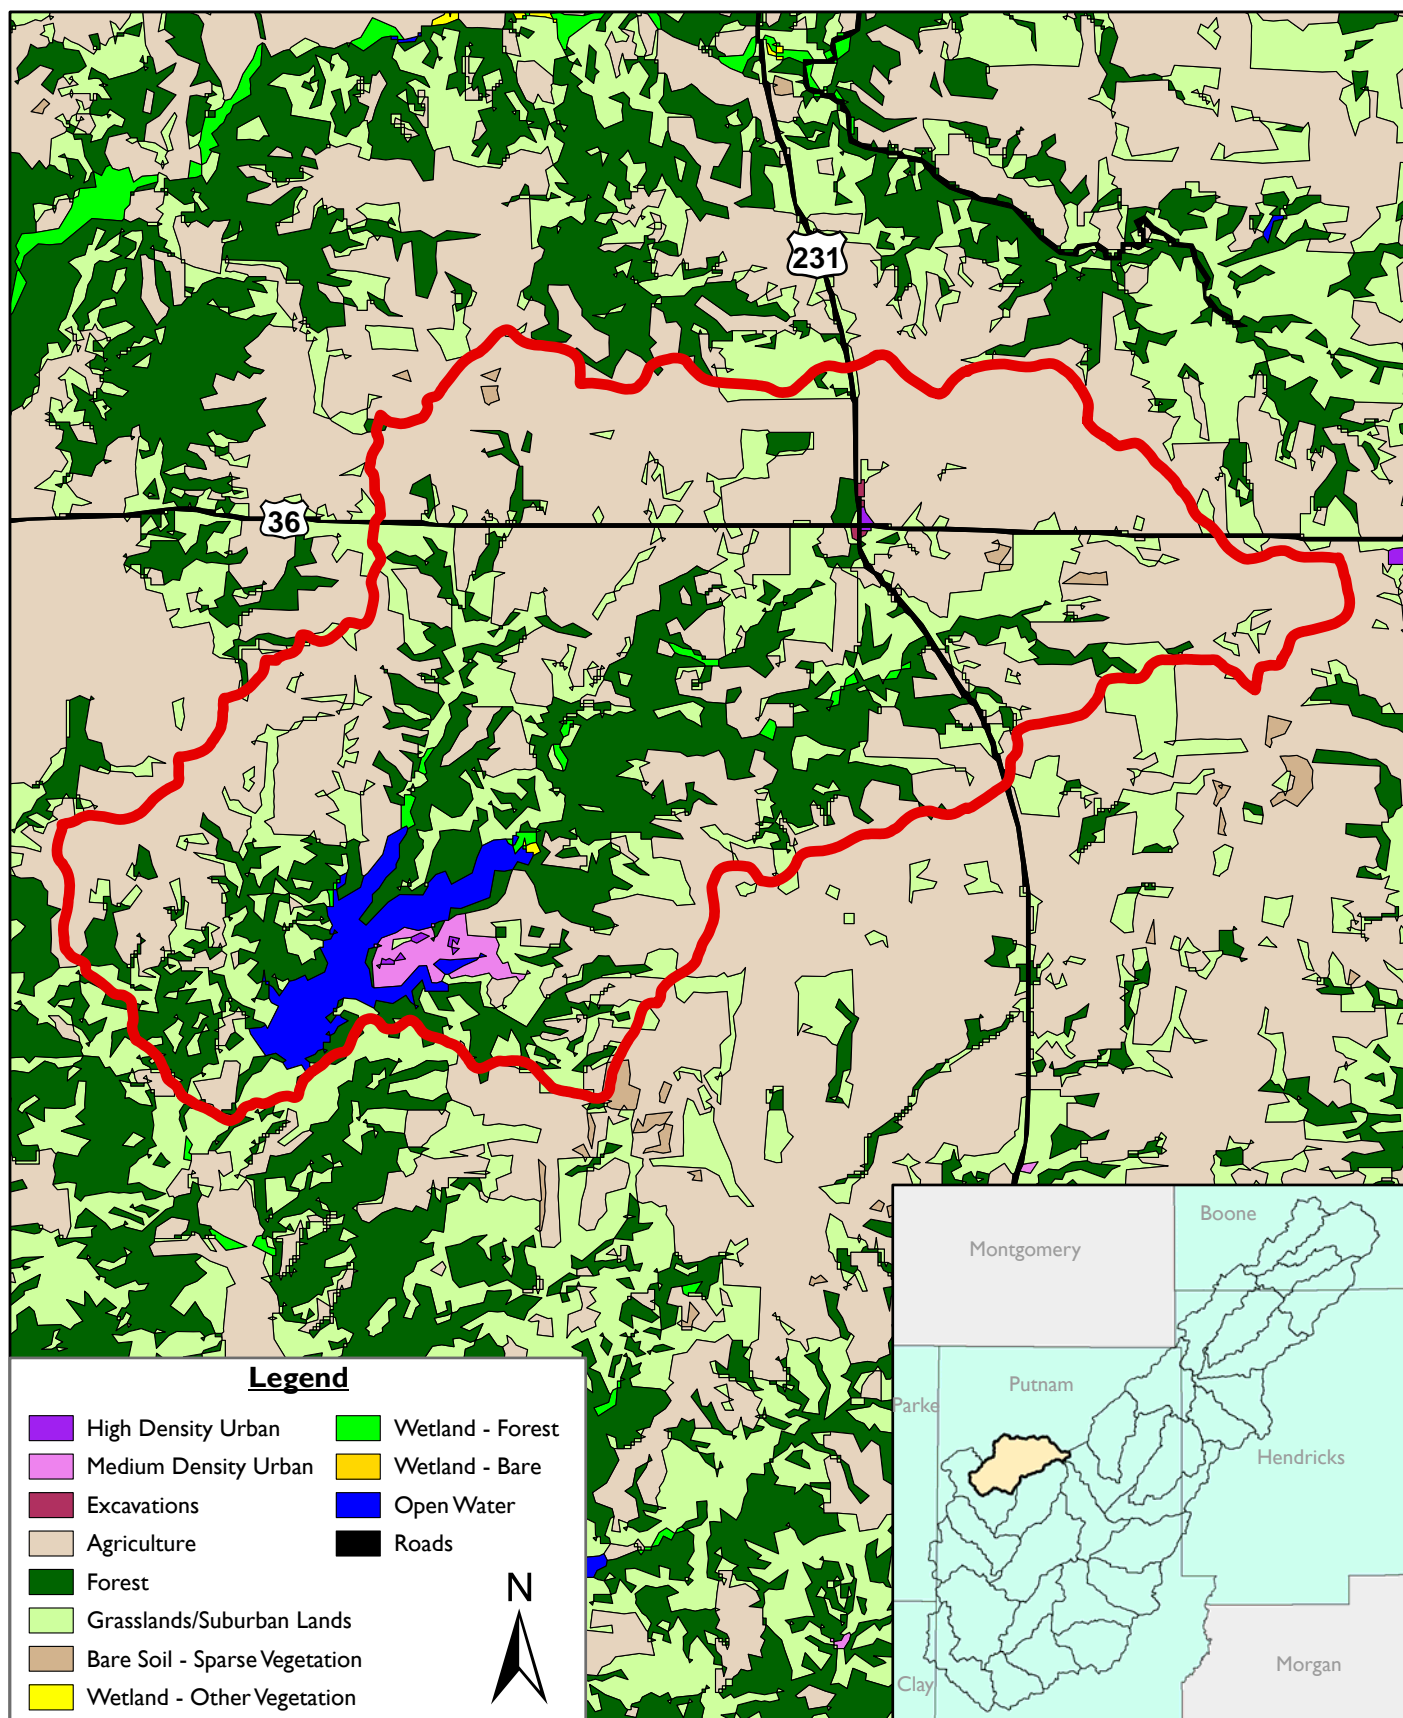 231
36
Legend
High Density Urban
Medium Density Urban
Excavations
Agriculture
Forest
Grasslands/Suburban Lands
Bare Soil - Sparse Vegetation
Wetland - Other Vegetation
Wetland - Forest
Wetland - Bare
Open Water
Roads
N
Boone
Montgomery
Putnam
Parke
Hendricks
Clay
Morgan